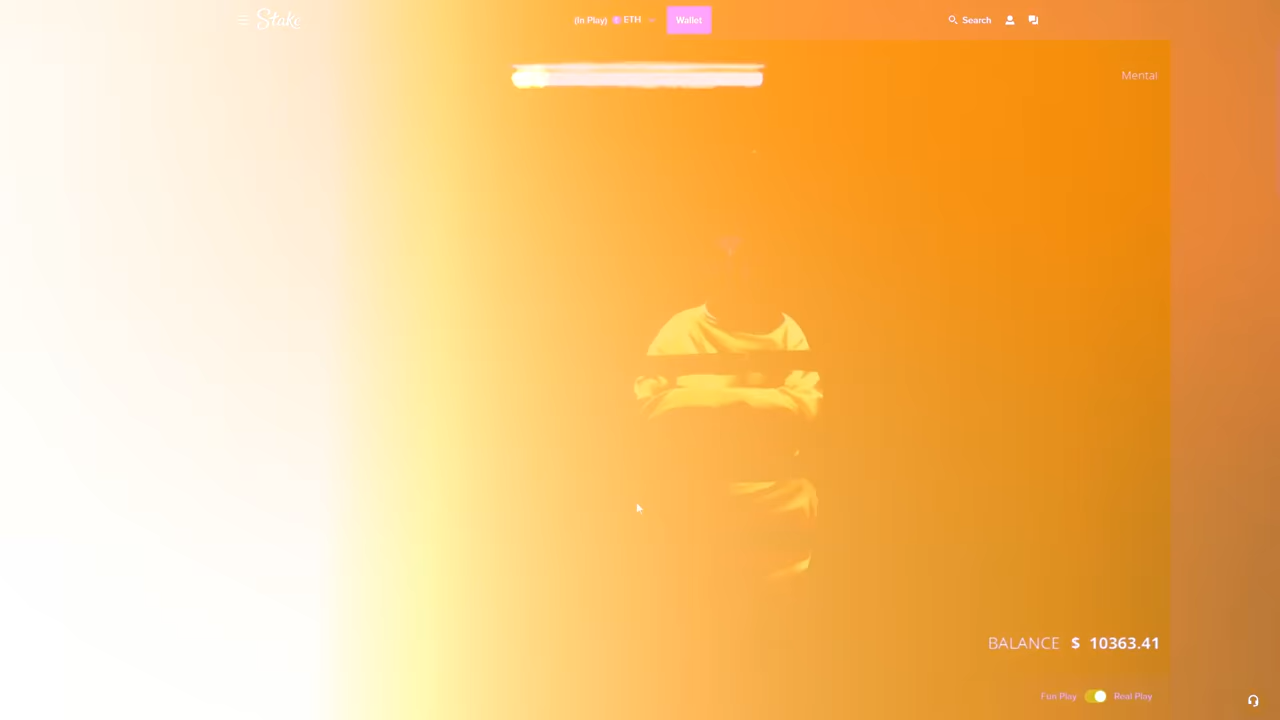 Stake
(In Play) ETH
Wallet
Search
Mental
BALANCE $ 10363.41
Fun Play
Real Play